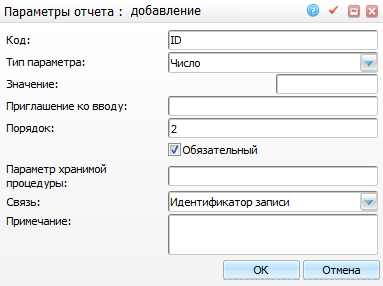 Параметры отчета : добавление
Код: ID
Тип параметра: Число
Значение:
Приглашение ко вводу:
Порядок: 2
Обязательный
Параметр хранимой
процедуры:
Связь: Идентификатор записи
Примечание:
ОК Отмена